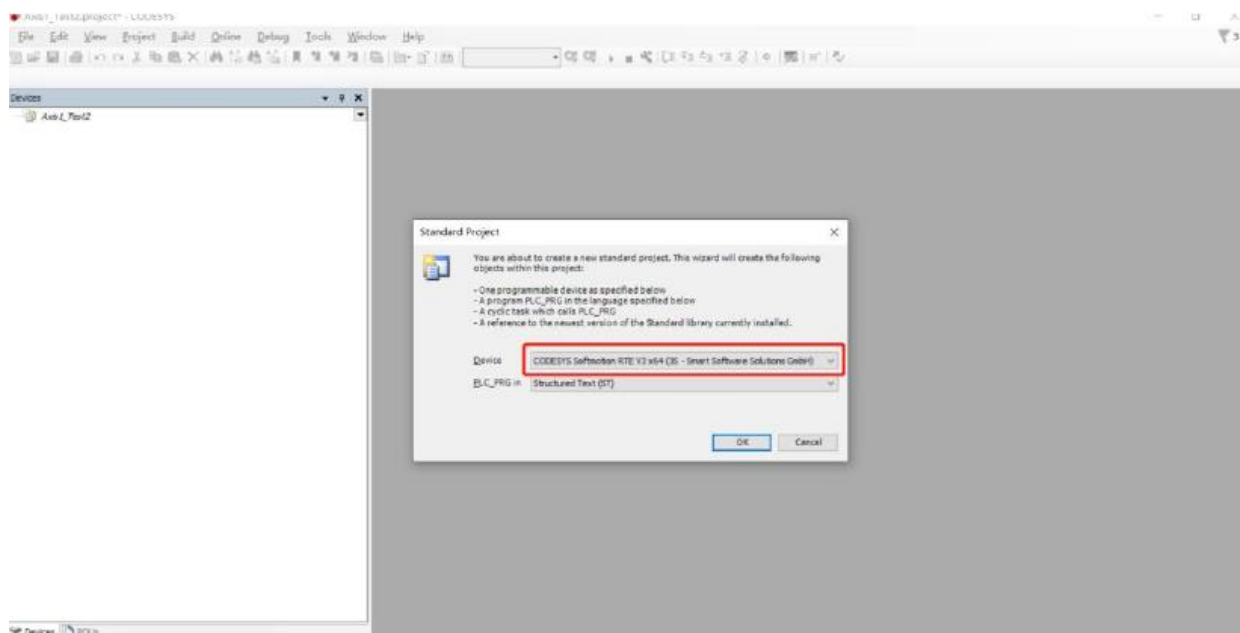 Axis1_Test2.project* - CODESYS
File Edit View Project Build Online Debug Tools Window Help
3
Devices
Axis1_Test2
Standard Project
You are about to create a new standard project. This wizard will create the following
objects within this project:
- One programmable device as specified below
- A program PLC_PRG in the language specified below
- A cyclic task which calls PLC_PRG
- A reference to the newest version of the Standard library currently installed.
Device CODESYS Softmotion RTE V3 x64 (3S - Smart Software Solutions GmbH)
PLC_PRG in Structured Text (ST)
OK Cancel
Devices POUs